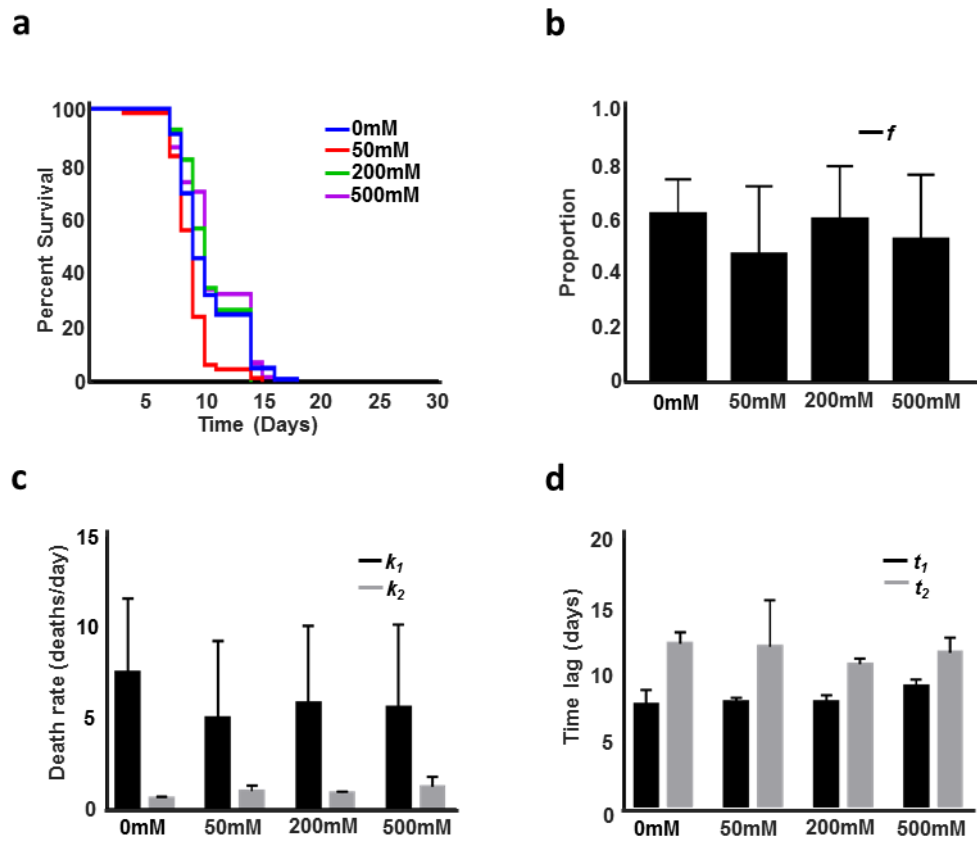 a
Percent Survival
100
80
60
40
20
0
0mM
50mM
200mM
500mM
5 10 15 20 25 30
Time (Days)
b
Proportion
1.0
0.8
0.6
0.4
0.2
0
f
0mM 50mM 200mM 500mM
c
Death rate (deaths/day)
15
10
5
0
k1
k2
0mM 50mM 200mM 500mM
d
Time lag (days)
20
15
10
5
0
t1
t2
0mM 50mM 200mM 500mM